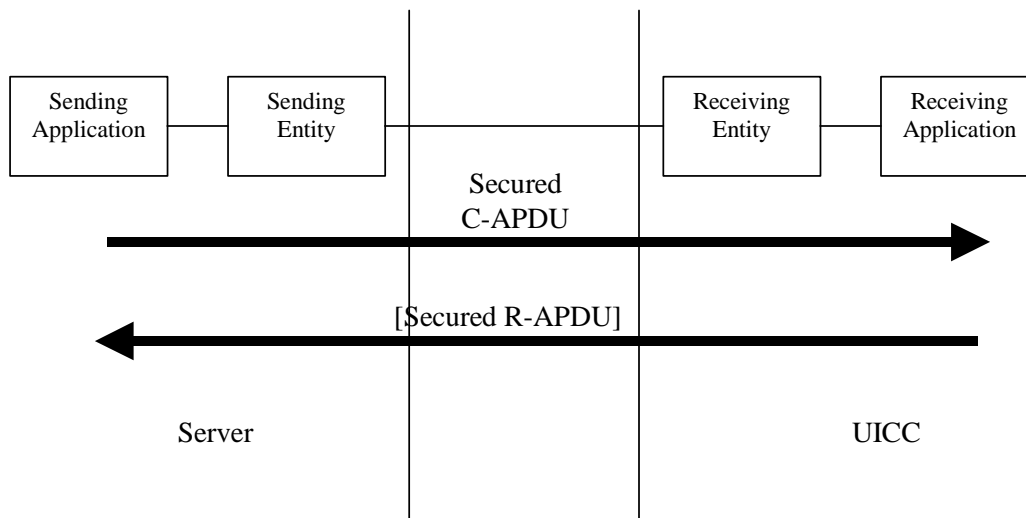 Sending
Application
Sending
Entity
Receiving
Entity
Receiving
Application
Secured
C-APDU
[Secured R-APDU]
Server
UICC